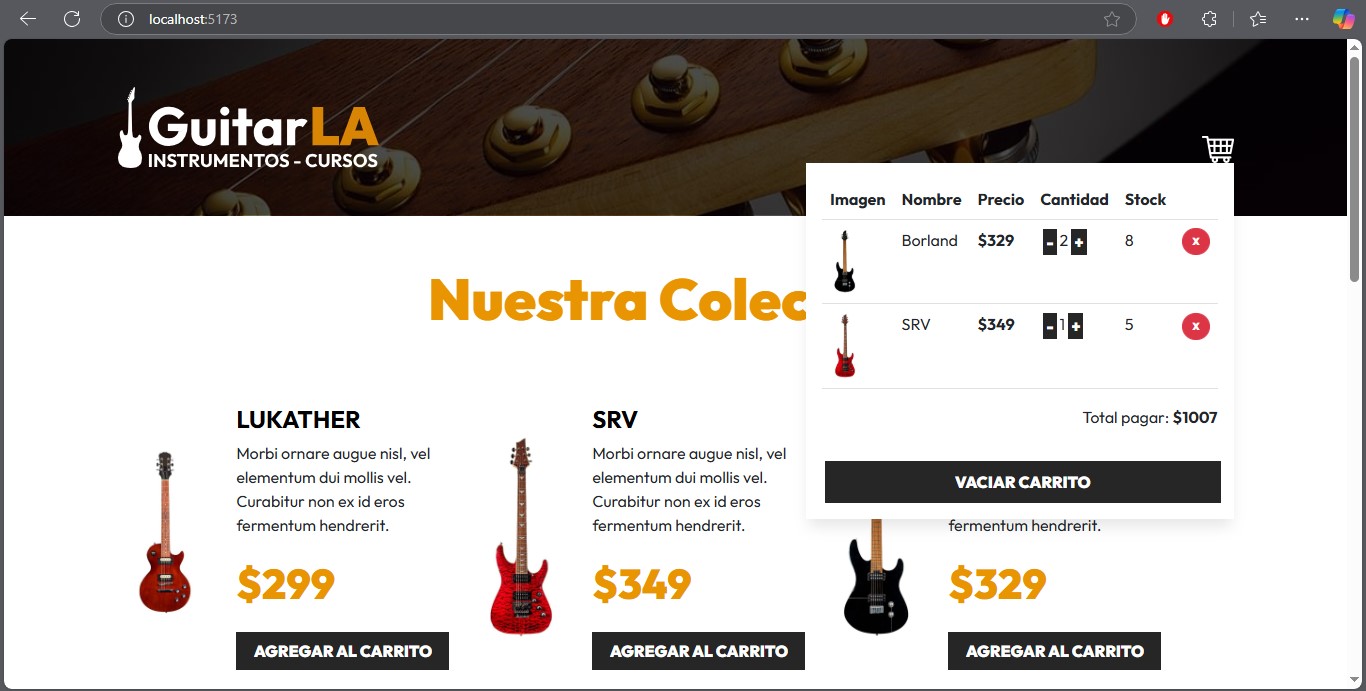 localhost:5173
GuitarLA
INSTRUMENTOS - CURSOS
Imagen Nombre Precio Cantidad Stock
Borland $329 - 2 + 8 x
SRV $349 - 1 + 5 x
Total pagar: $1007
VACIAR CARRITO
Nuestra Colec
LUKATHER
Morbi ornare augue nisl, vel
elementum dui mollis vel.
Curabitur non ex id eros
fermentum hendrerit.
$299
AGREGAR AL CARRITO
SRV
Morbi ornare augue nisl, vel
elementum dui mollis vel.
Curabitur non ex id eros
fermentum hendrerit.
$349
AGREGAR AL CARRITO
fermentum hendrerit.
$329
AGREGAR AL CARRITO